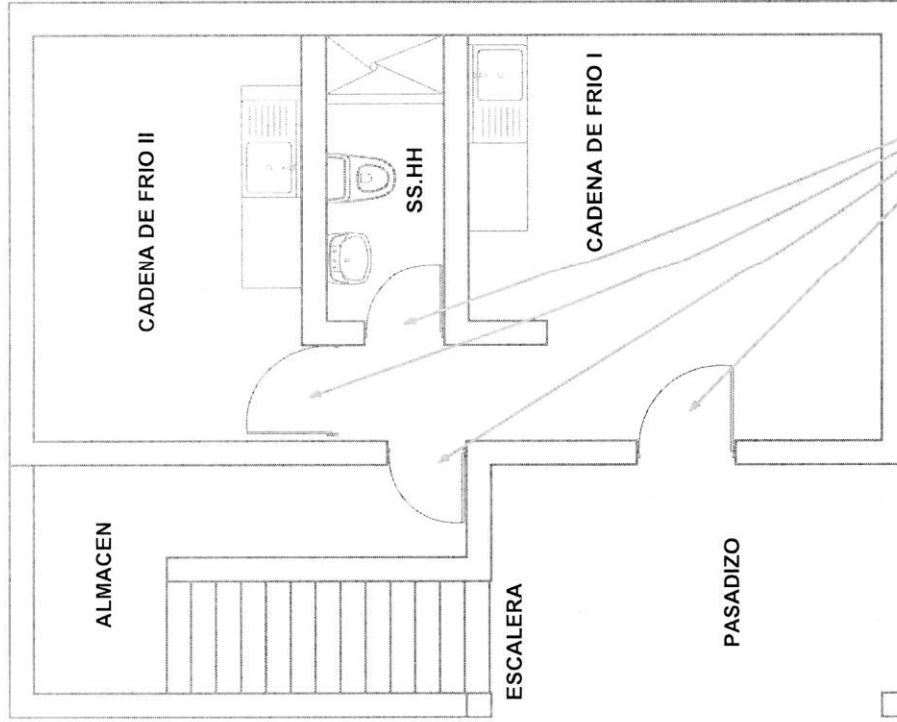 CADENA DE FRIO II
SS.HH
CADENA DE FRIO I
ALMACEN
ESCALERA
PASADIZO